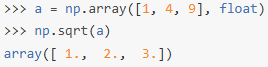 >>> a = np.array([1, 4, 9], float)
>>> np.sqrt(a)
array([ 1.,  2.,  3.])